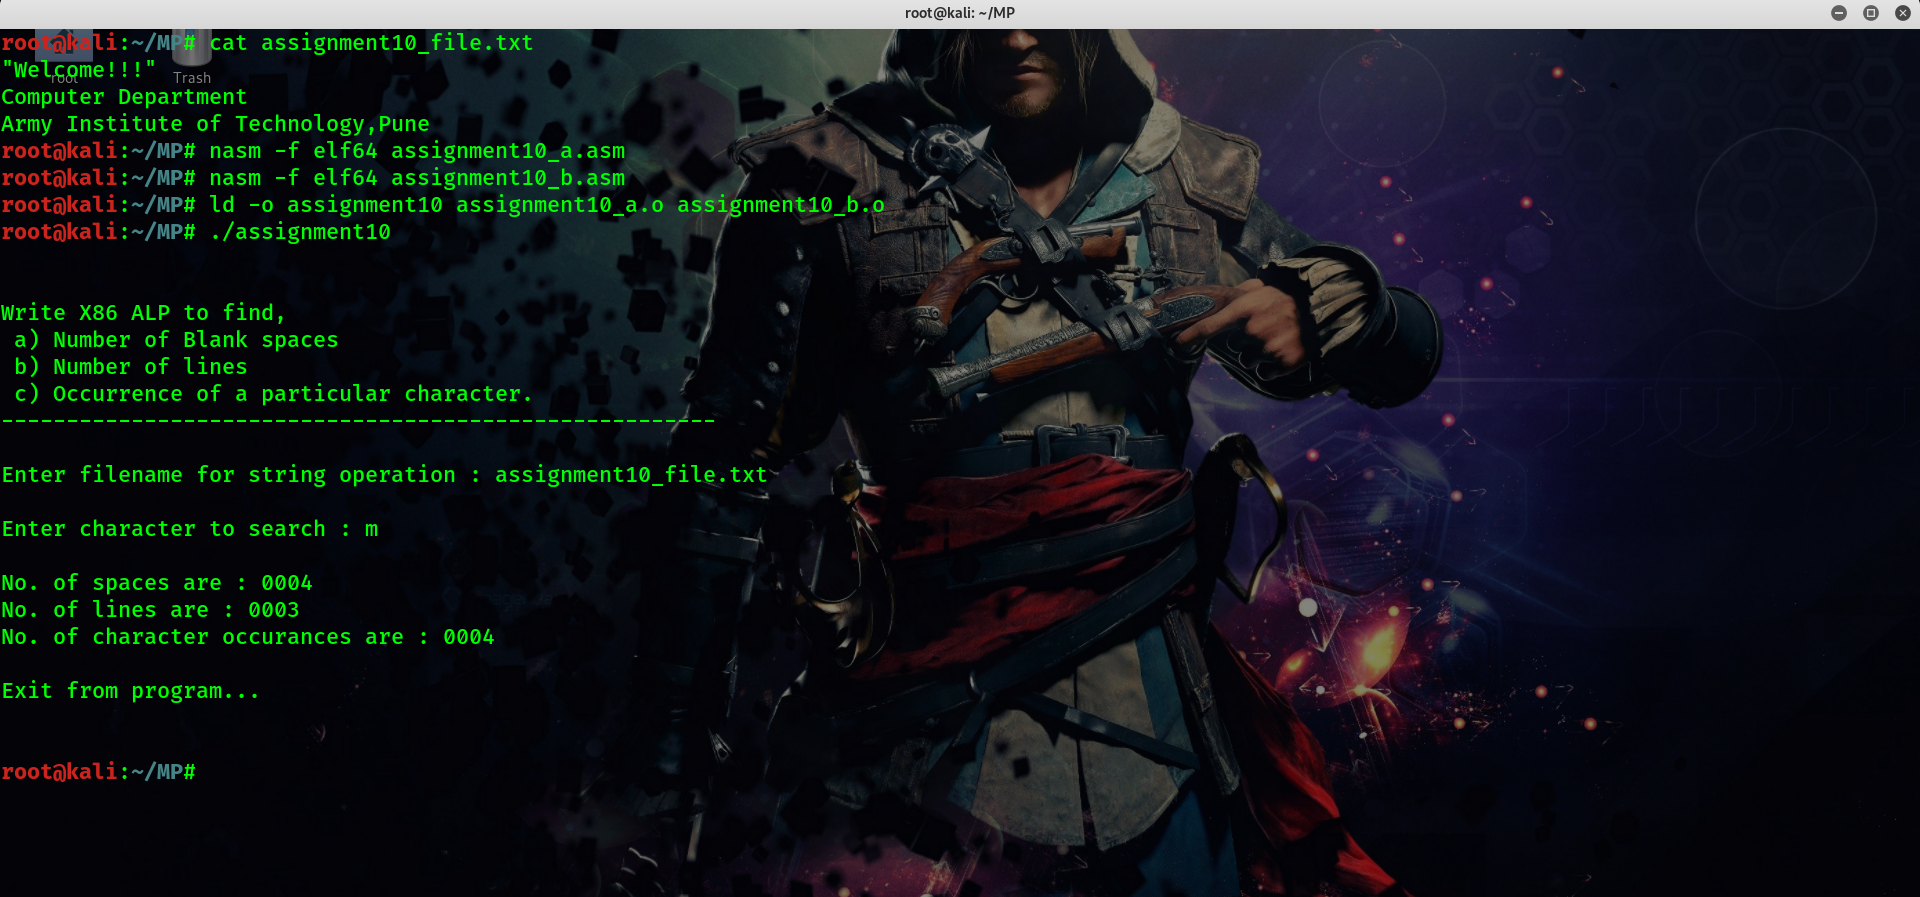 root@kali: ~/MP
root@kali:~/MP# cat assignment10_file.txt
"Welcome!!!"
root Trash
Computer Department
Army Institute of Technology,Pune
root@kali:~/MP# nasm -f elf64 assignment10_a.asm
root@kali:~/MP# nasm -f elf64 assignment10_b.asm
root@kali:~/MP# ld -o assignment10 assignment10_a.o assignment10_b.o
root@kali:~/MP# ./assignment10
Write X86 ALP to find,
a) Number of Blank spaces
b) Number of lines
c) Occurrence of a particular character.
-------------------------------------------------------
Enter filename for string operation : assignment10_file.txt
Enter character to search : m
No. of spaces are : 0004
No. of lines are : 0003
No. of character occurances are : 0004
Exit from program...
root@kali:~/MP#